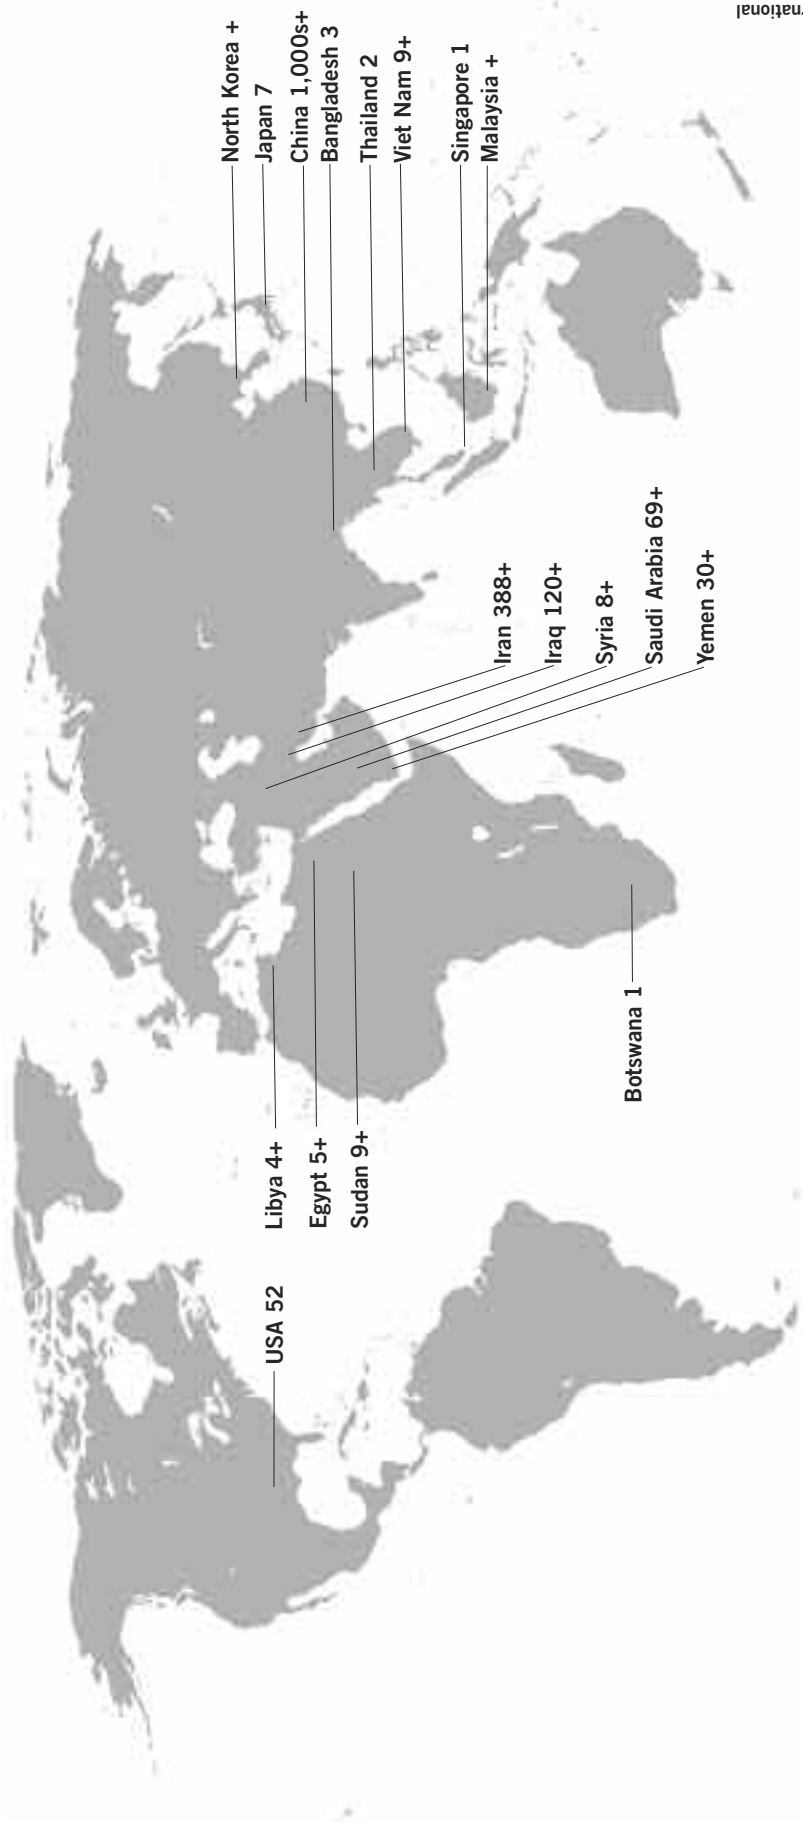 North Korea +
Japan 7
China 1,000s+
Bangladesh 3
Thailand 2
Viet Nam 9+
Singapore 1
Malaysia +
Iran 388+
Iraq 120+
Syria 8+
Saudi Arabia 69+
Yemen 30+
Libya 4+
Egypt 5+
Sudan 9+
Botswana 1
USA 52